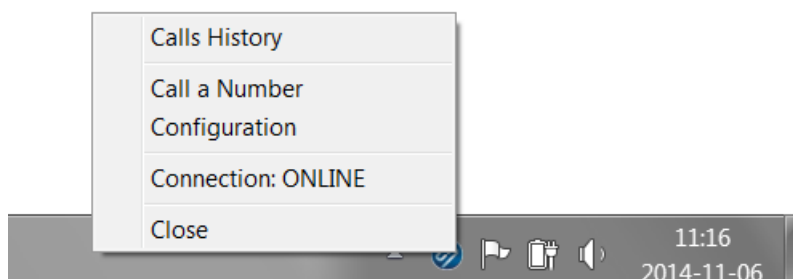 Calls History
Call a Number
Configuration
Connection: ONLINE
Close
11:16
2014-11-06